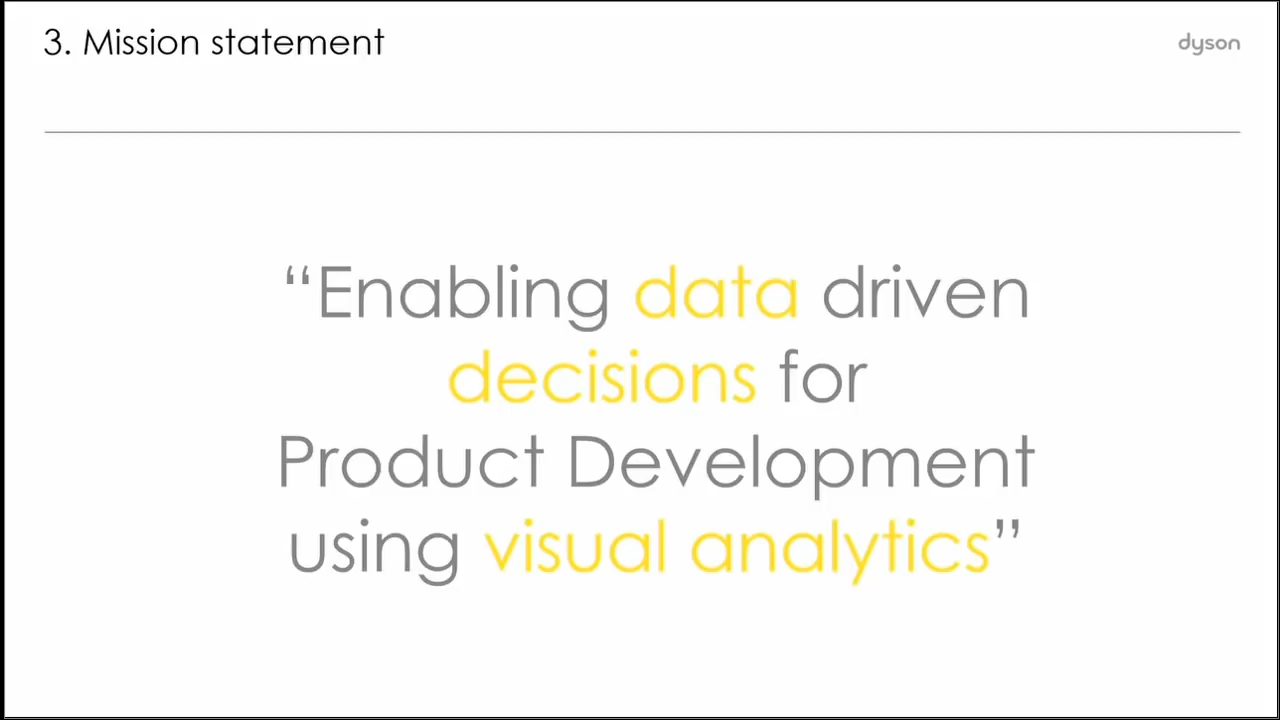 3. Mission statement
dyson
“Enabling data driven
decisions for
Product Development
using visual analytics”